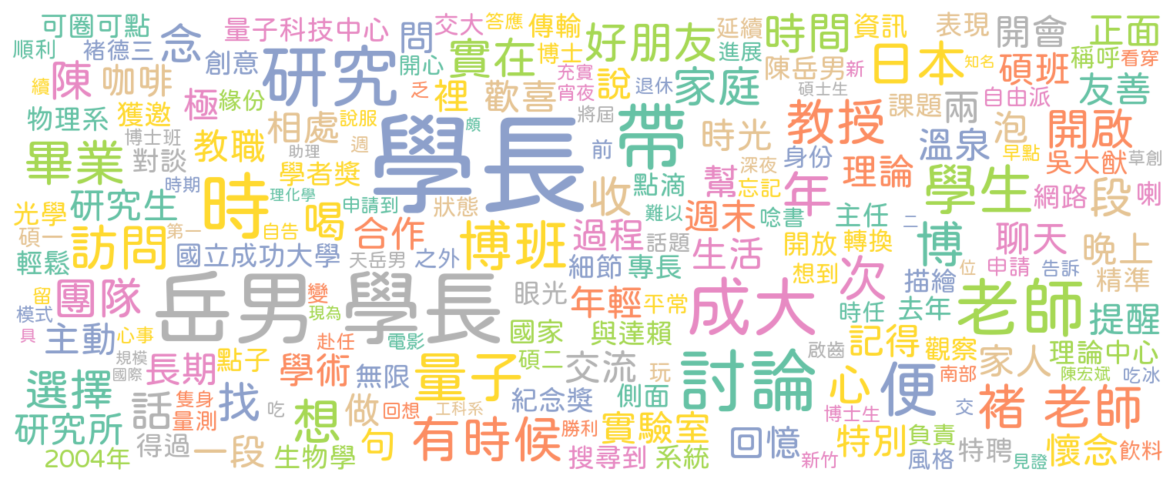 可圈可點 念 量子科技中心 問 交大 答應 傳輸 好朋友 延續 時間 資訊 表現 開會 正面
順利 褚德三 創意 研究 開心 實在 博士 說 進展 日本 知名 稱呼 看穿
續 陳 咖啡 極 緣份 乏 裡 充實 宵夜 退休 家庭 陳岳男 新 碩士生 碩班 友善
物理系 獲邀 相處 說服 學長 頗 歡喜 將屆 帶 教授 課題 兩 自由派
畢業 博士班 對談 教職 助理 週 前 時光 深夜 身份 溫泉 泡 早點 開啟 吳大猷 草創
時期 時 學者獎 理化學 申請到 狀態 收 點滴 幫 忘記 年 理論 學生 段 網路 喇
光學 研究生 訪問 第一 自告 喝 合作 博班 難以 週末 唸書 主任 二 博 聊天 晚上
碩一 輕鬆 國立成功大學 天岳男 之外 過程 話題 生活 開放 轉換 位 申請 告訴
留 團隊 岳男 學長 變 細節 專長 成大 想到 次 描繪 老師 精準
模式 具 主動 心事 現為 赴任 電影 眼光 年輕 平常 國家 與達賴 時任 去年 提醒
規模 國際 長期 點子 學術 無限 量子 碩二 交流 玩 討論 啟齒 記得 觀察 家人 理論中心
選擇 話 隻身 找 吃 想 做 回想 工科系 紀念獎 側面 心 便 南部 陳宏斌 吃冰
研究所 量測 句 有時候 勝利 實驗室 回憶 博士生 交 特別 負責 褚 老師
2004年 得過 一段 生物學 搜尋到 系統 新竹 風格 特聘 見證 懷念 飲料